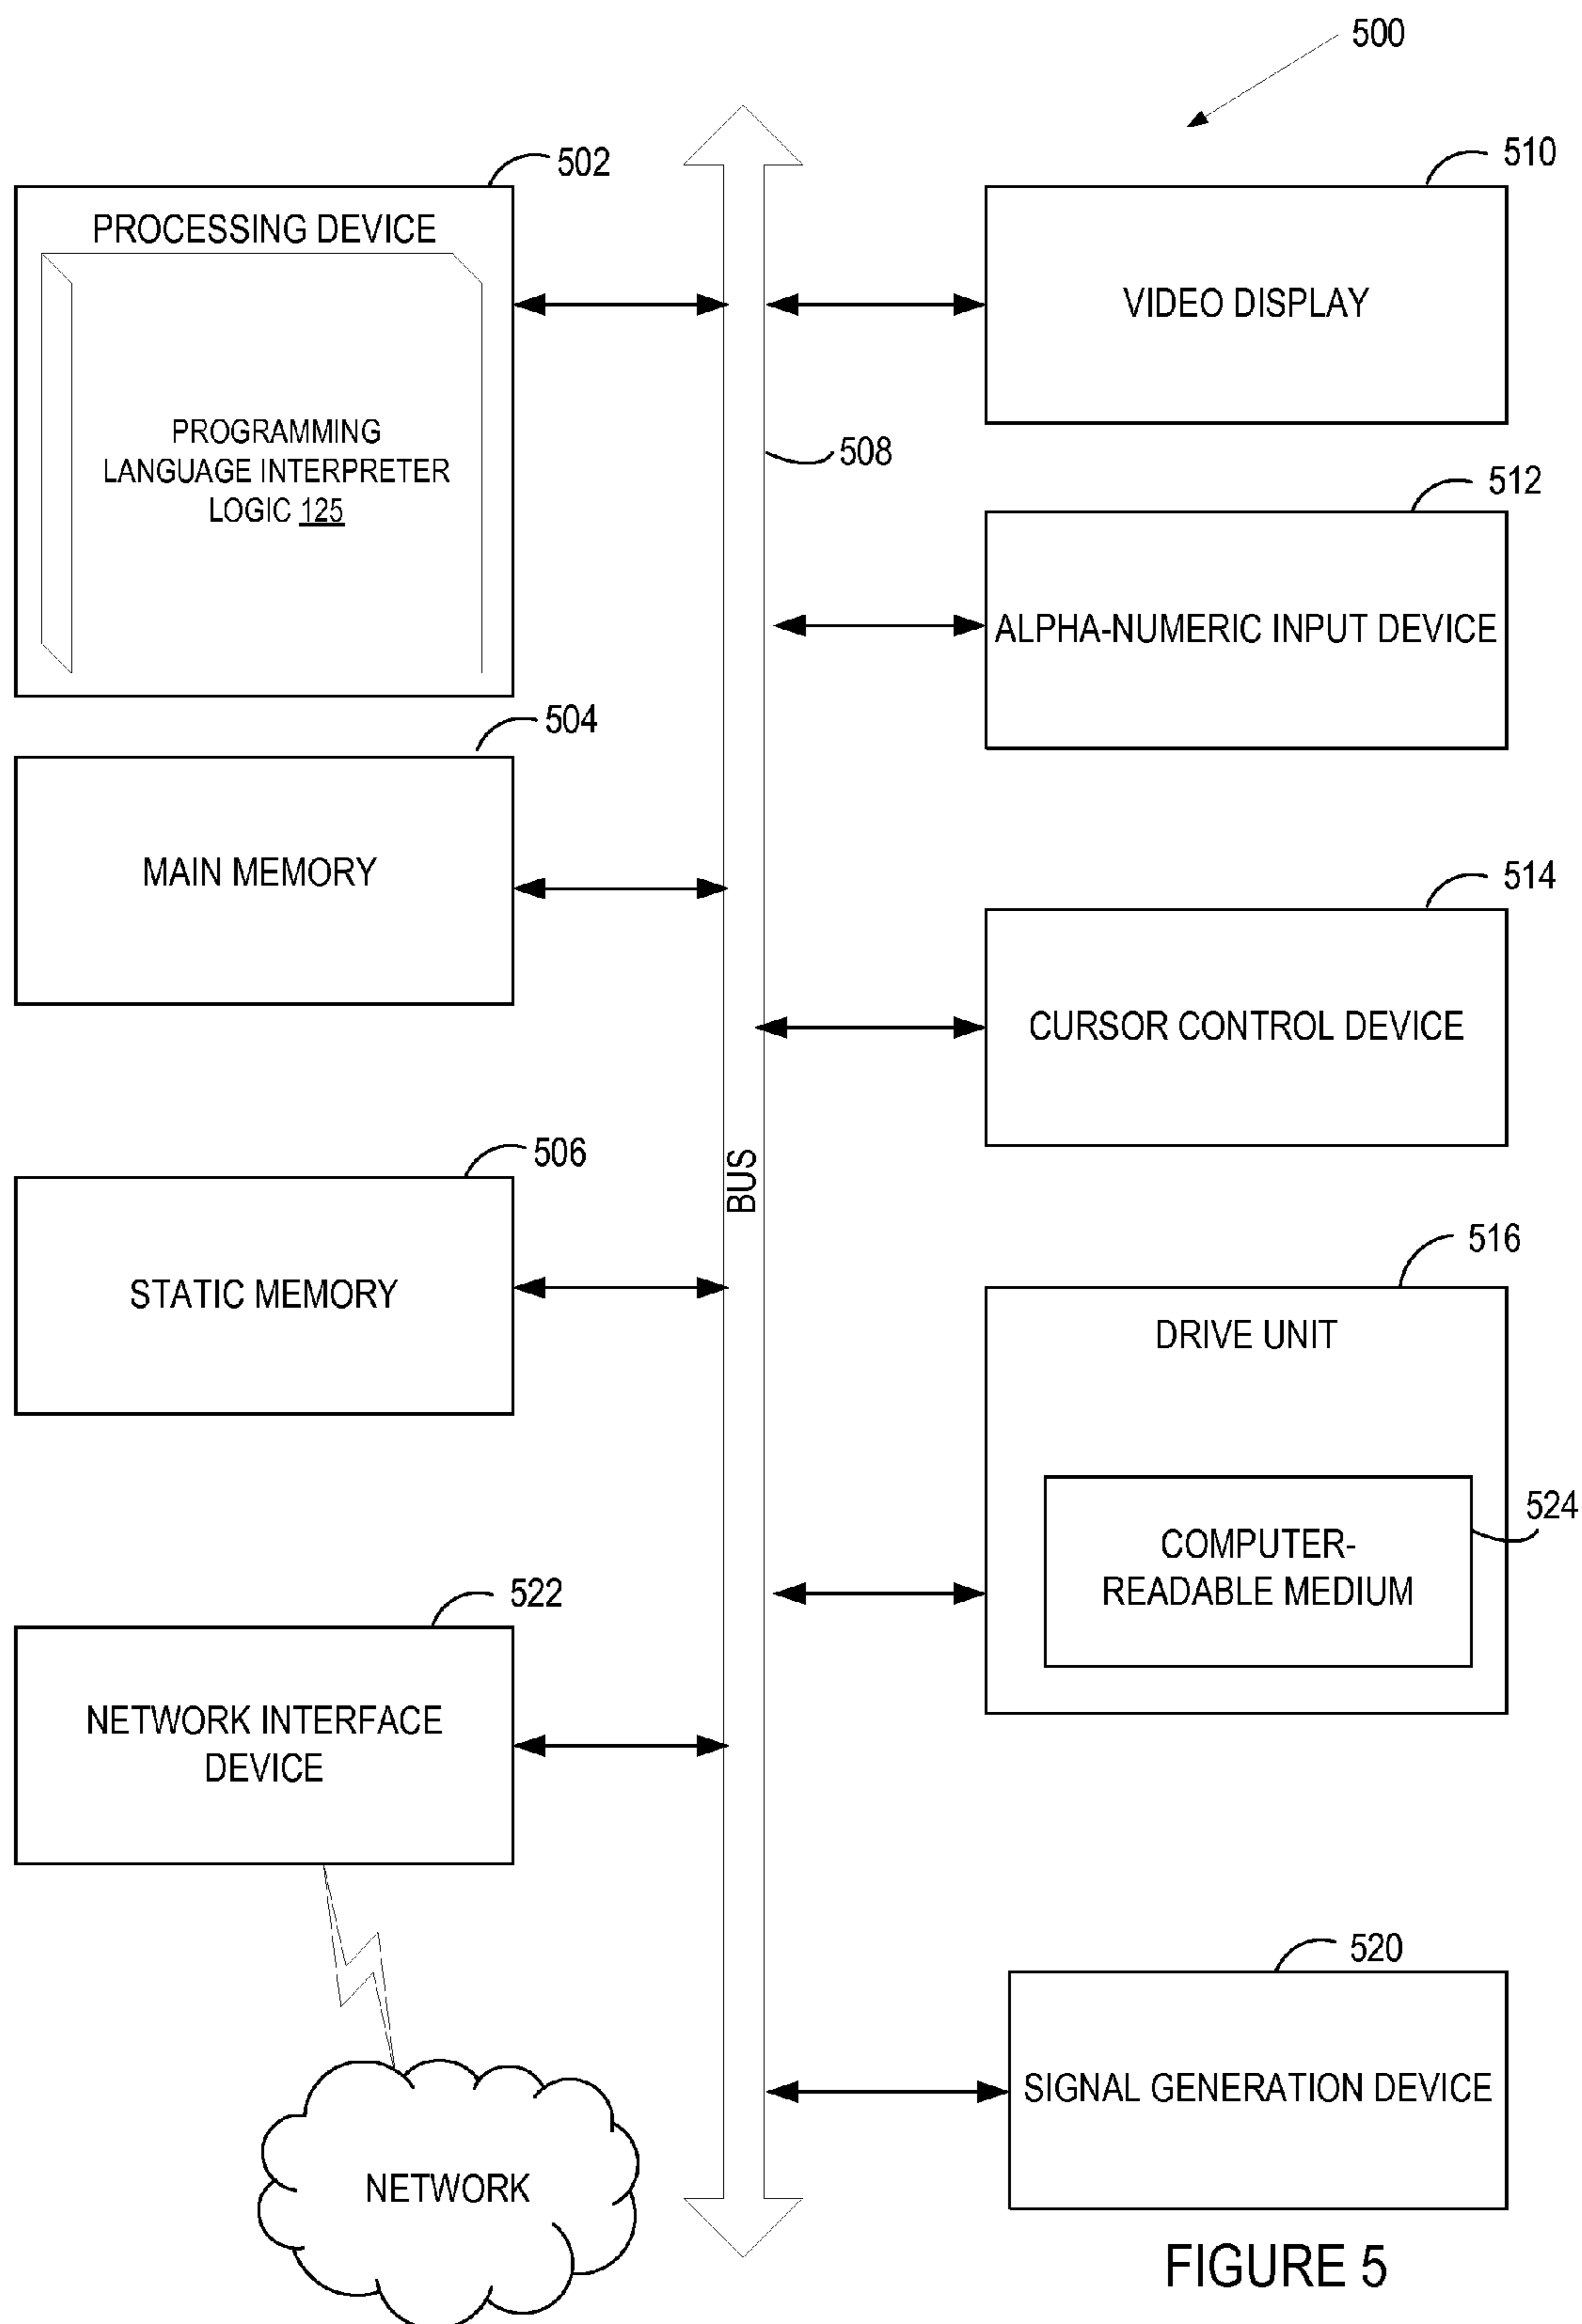 500
502
PROCESSING DEVICE
PROGRAMMING
LANGUAGE INTERPRETER
LOGIC 125
504
MAIN MEMORY
506
STATIC MEMORY
522
NETWORK INTERFACE
DEVICE
NETWORK
508
BUS
510
VIDEO DISPLAY
512
ALPHA-NUMERIC INPUT DEVICE
514
CURSOR CONTROL DEVICE
516
DRIVE UNIT
524
COMPUTER-
READABLE MEDIUM
520
SIGNAL GENERATION DEVICE
FIGURE 5